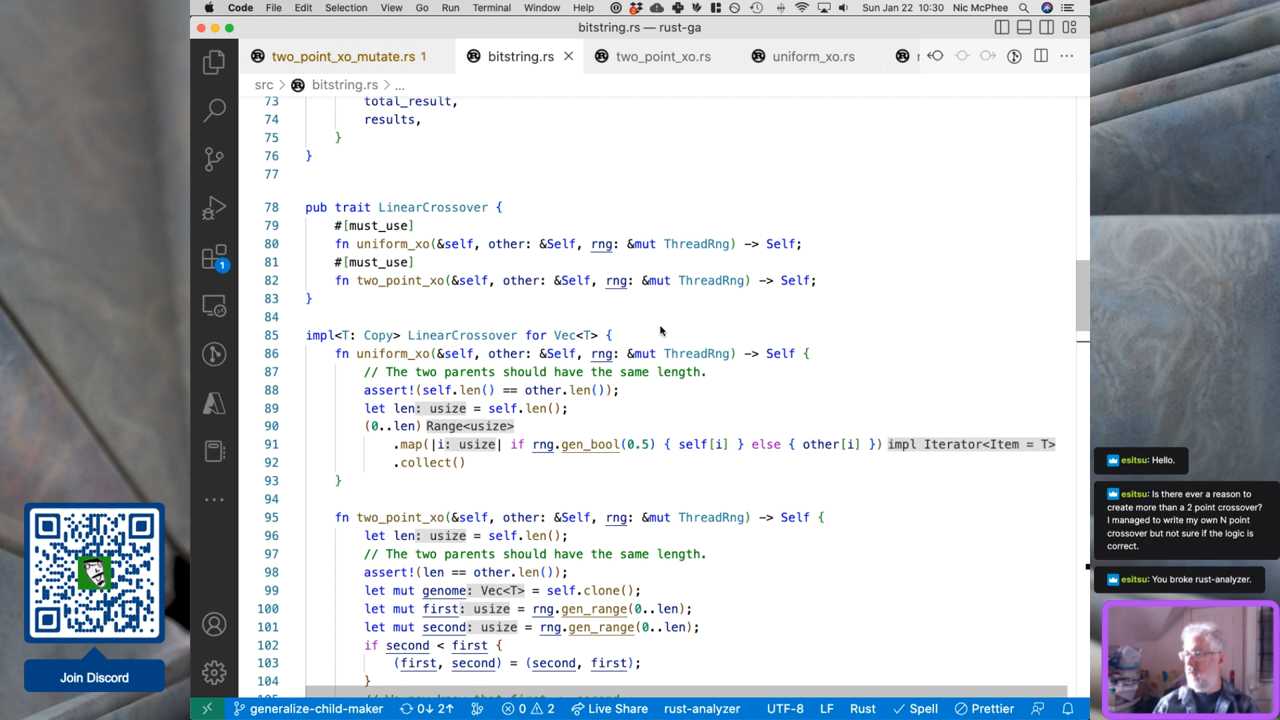 Code File Edit Selection View Go Run Terminal Window Help Sun Jan 22 10:30 Nic McPhee
bitstring.rs — rust-ga
two_point_xo_mutate.rs 1 bitstring.rs two_point_xo.rs uniform_xo.rs
src > bitstring.rs > ...
73 total_result,
74 results,
75 }
76 }
77
78 pub trait LinearCrossover {
79 #[must_use]
80 fn uniform_xo(&self, other: &Self, rng: &mut ThreadRng) -> Self;
81 #[must_use]
82 fn two_point_xo(&self, other: &Self, rng: &mut ThreadRng) -> Self;
83 }
84
85 impl<T: Copy> LinearCrossover for Vec<T> {
86 fn uniform_xo(&self, other: &Self, rng: &mut ThreadRng) -> Self {
87 // The two parents should have the same length.
88 assert!(self.len() == other.len());
89 let len: usize = self.len();
90 (0..len) Range<usize>
91 .map(|i: usize| if rng.gen_bool(0.5) { self[i] } else { other[i] }) impl Iterator<Item = T>
92 .collect()
93 }
94
95 fn two_point_xo(&self, other: &Self, rng: &mut ThreadRng) -> Self {
96 let len: usize = self.len();
97 // The two parents should have the same length.
98 assert!(len == other.len());
99 let mut genome: Vec<T> = self.clone();
100 let mut first: usize = rng.gen_range(0..len);
101 let mut second: usize = rng.gen_range(0..len);
102 if second < first {
103 (first, second) = (second, first);
104 }
1
generalize-child-maker 0↓ 2↑ 0 2 Live Share rust-analyzer UTF-8 LF Rust Spell Prettier
Join Discord
esitsu: Hello.
esitsu: Is there ever a reason to
create more than a 2 point crossover?
I managed to write my own N point
crossover but not sure if the logic is
correct.
esitsu: You broke rust-analyzer.